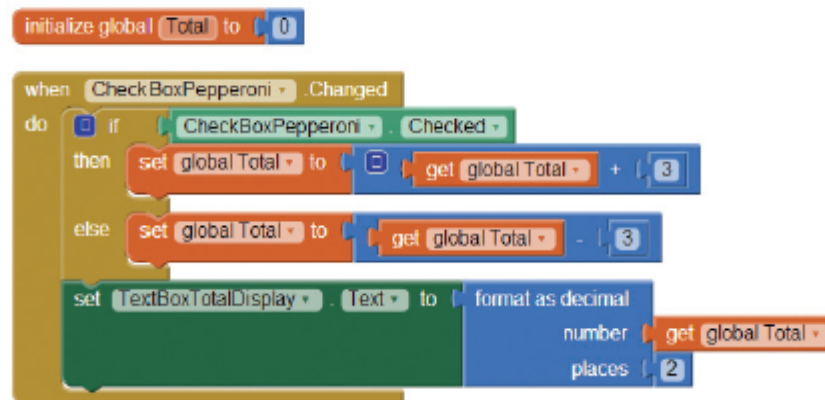 initialize global Total to 0
when CheckBoxPepperoni .Changed
do if CheckBoxPepperoni . Checked
then set global Total to get global Total + 3
else set global Total to get global Total - 3
set TextBoxTotalDisplay . Text to format as decimal
number get global Total
places 2